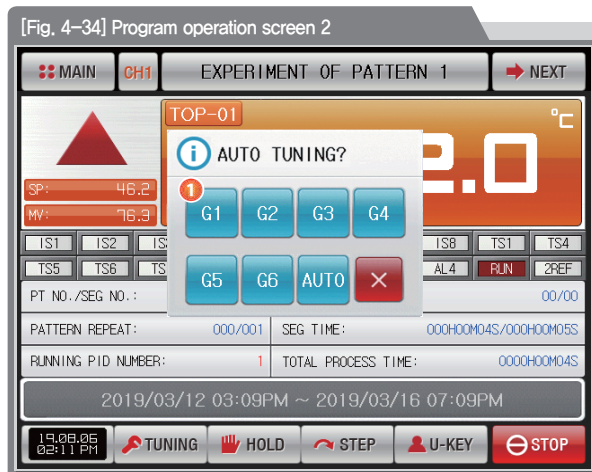 [Fig. 4-34] Program operation screen 2
MAIN CH1 EXPERIMENT OF PATTERN 1 NEXT
TOP-01 °C
i AUTO TUNING?
2.0
SP: 46.2
1
MV: 76.3
G1 G2 G3 G4
IS1 IS2 IS8 TS1 TS4
TS5 TS6 AL4 RUN 2REF
G5 G6 AUTO X
PT NO./SEG NO.: 00/00
PATTERN REPEAT: 000/001 SEG TIME: 000H00M04S/000H00M05S
RUNNING PID NUMBER: 1 TOTAL PROCESS TIME: 0000H00M04S
2019/03/12 03:09PM ~ 2019/03/16 07:09PM
19.08.06
02:11 PM
TUNING HOLD STEP U-KEY STOP